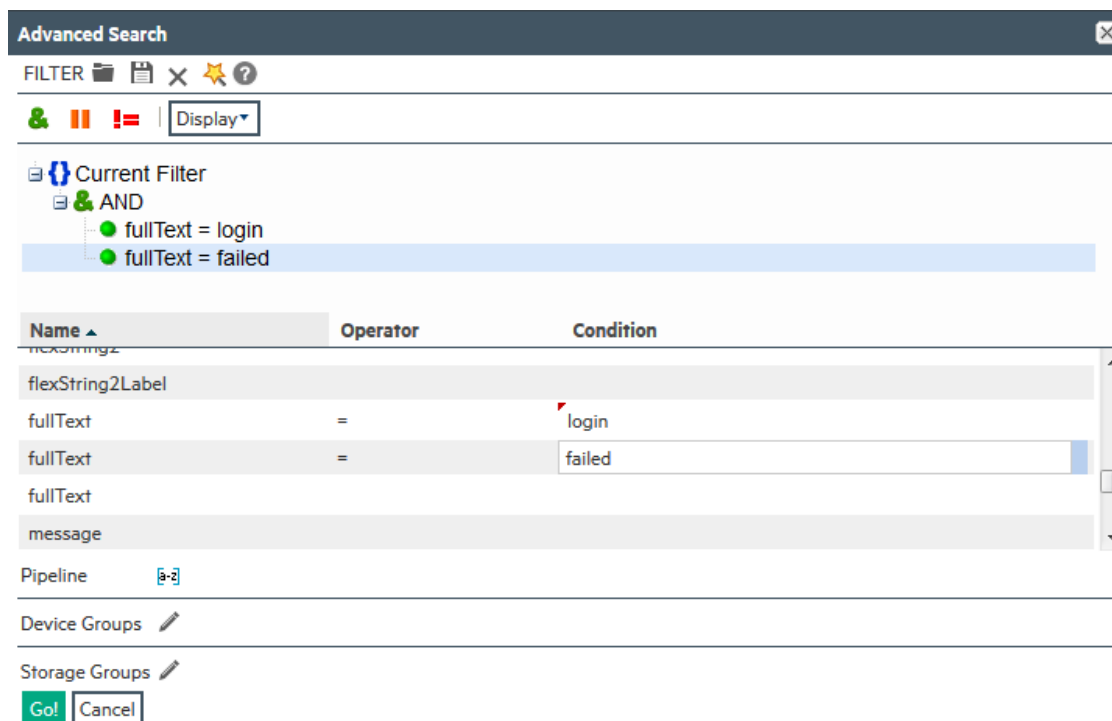 Advanced Search
FILTER
& !=  Display
{} Current Filter
& AND
fullText = login
fullText = failed
Name Operator Condition
flexString2
flexString2Label
fullText = login
fullText = failed
fullText
message
Pipeline [a-z]
Device Groups
Storage Groups
Go! Cancel